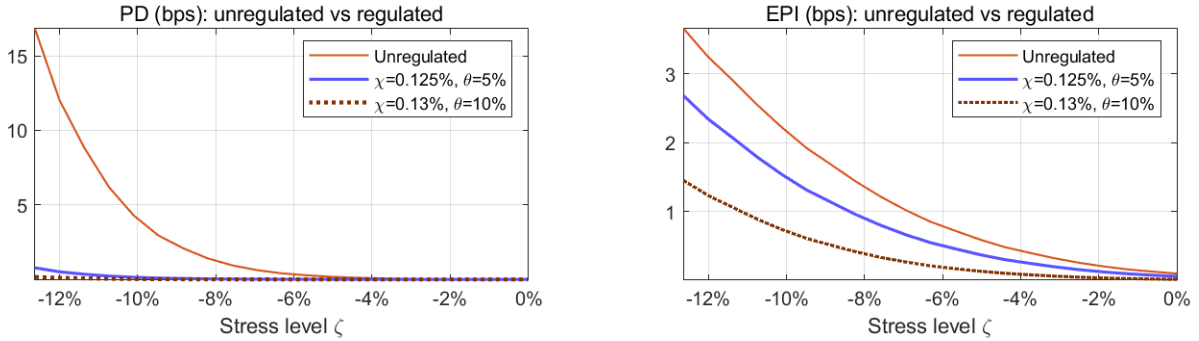 PD (bps): unregulated vs regulated
15
10
5
Unregulated
χ=0.125%, θ=5%
χ=0.13%, θ=10%
-12% -10% -8% -6% -4% -2% 0%
Stress level ζ
EPI (bps): unregulated vs regulated
3
2
1
Unregulated
χ=0.125%, θ=5%
χ=0.13%, θ=10%
-12% -10% -8% -6% -4% -2% 0%
Stress level ζ